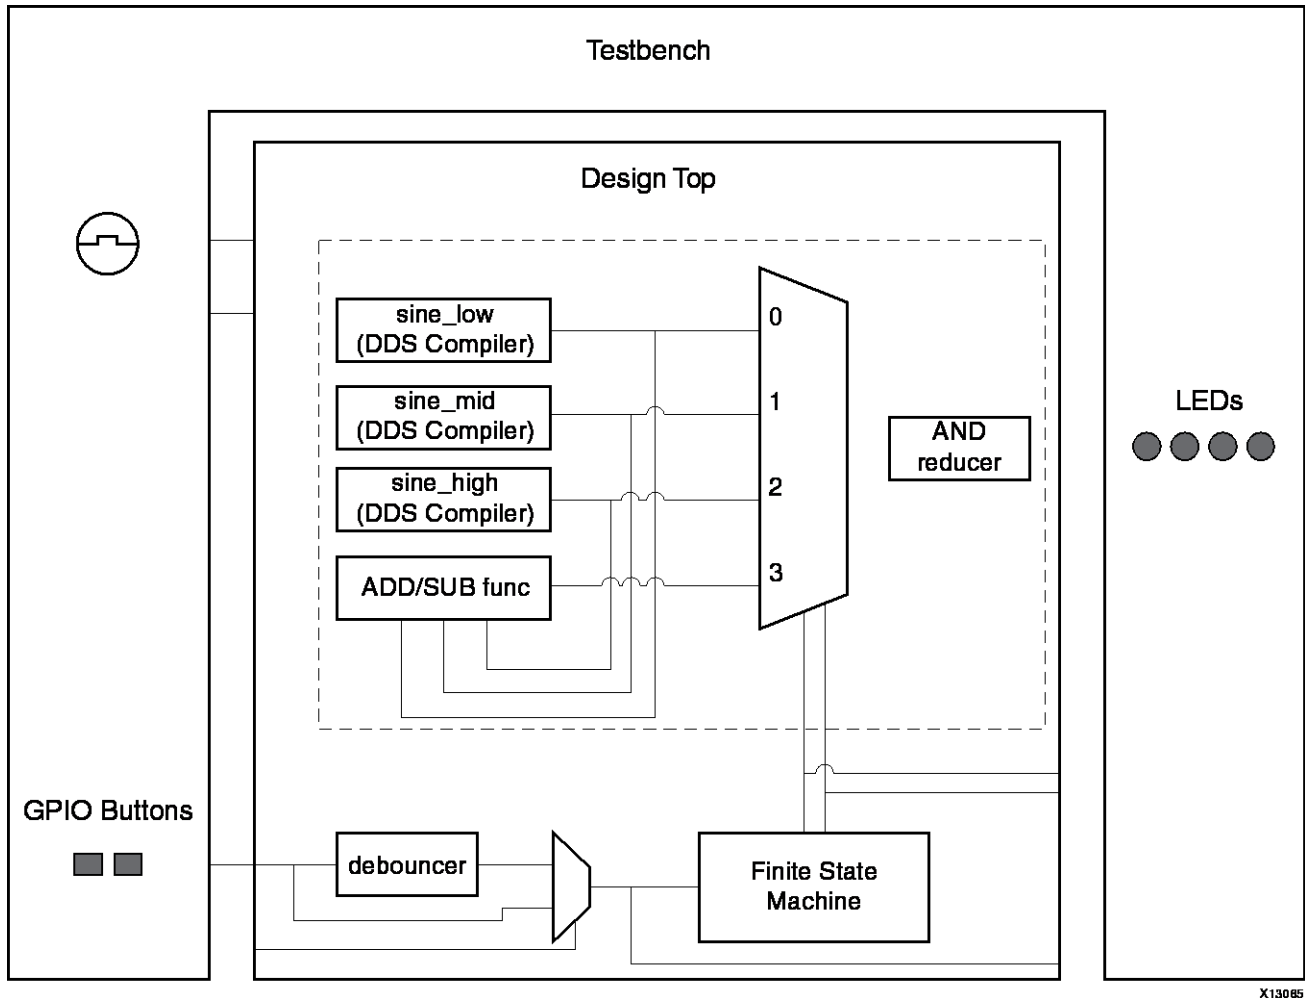 Testbench
Design Top
sine_low
(DDS Compiler)
0
sine_mid
(DDS Compiler)
1
sine_high
(DDS Compiler)
2
ADD/SUB func
3
AND
reducer
LEDs
GPIO Buttons
debouncer
Finite State
Machine
X13085